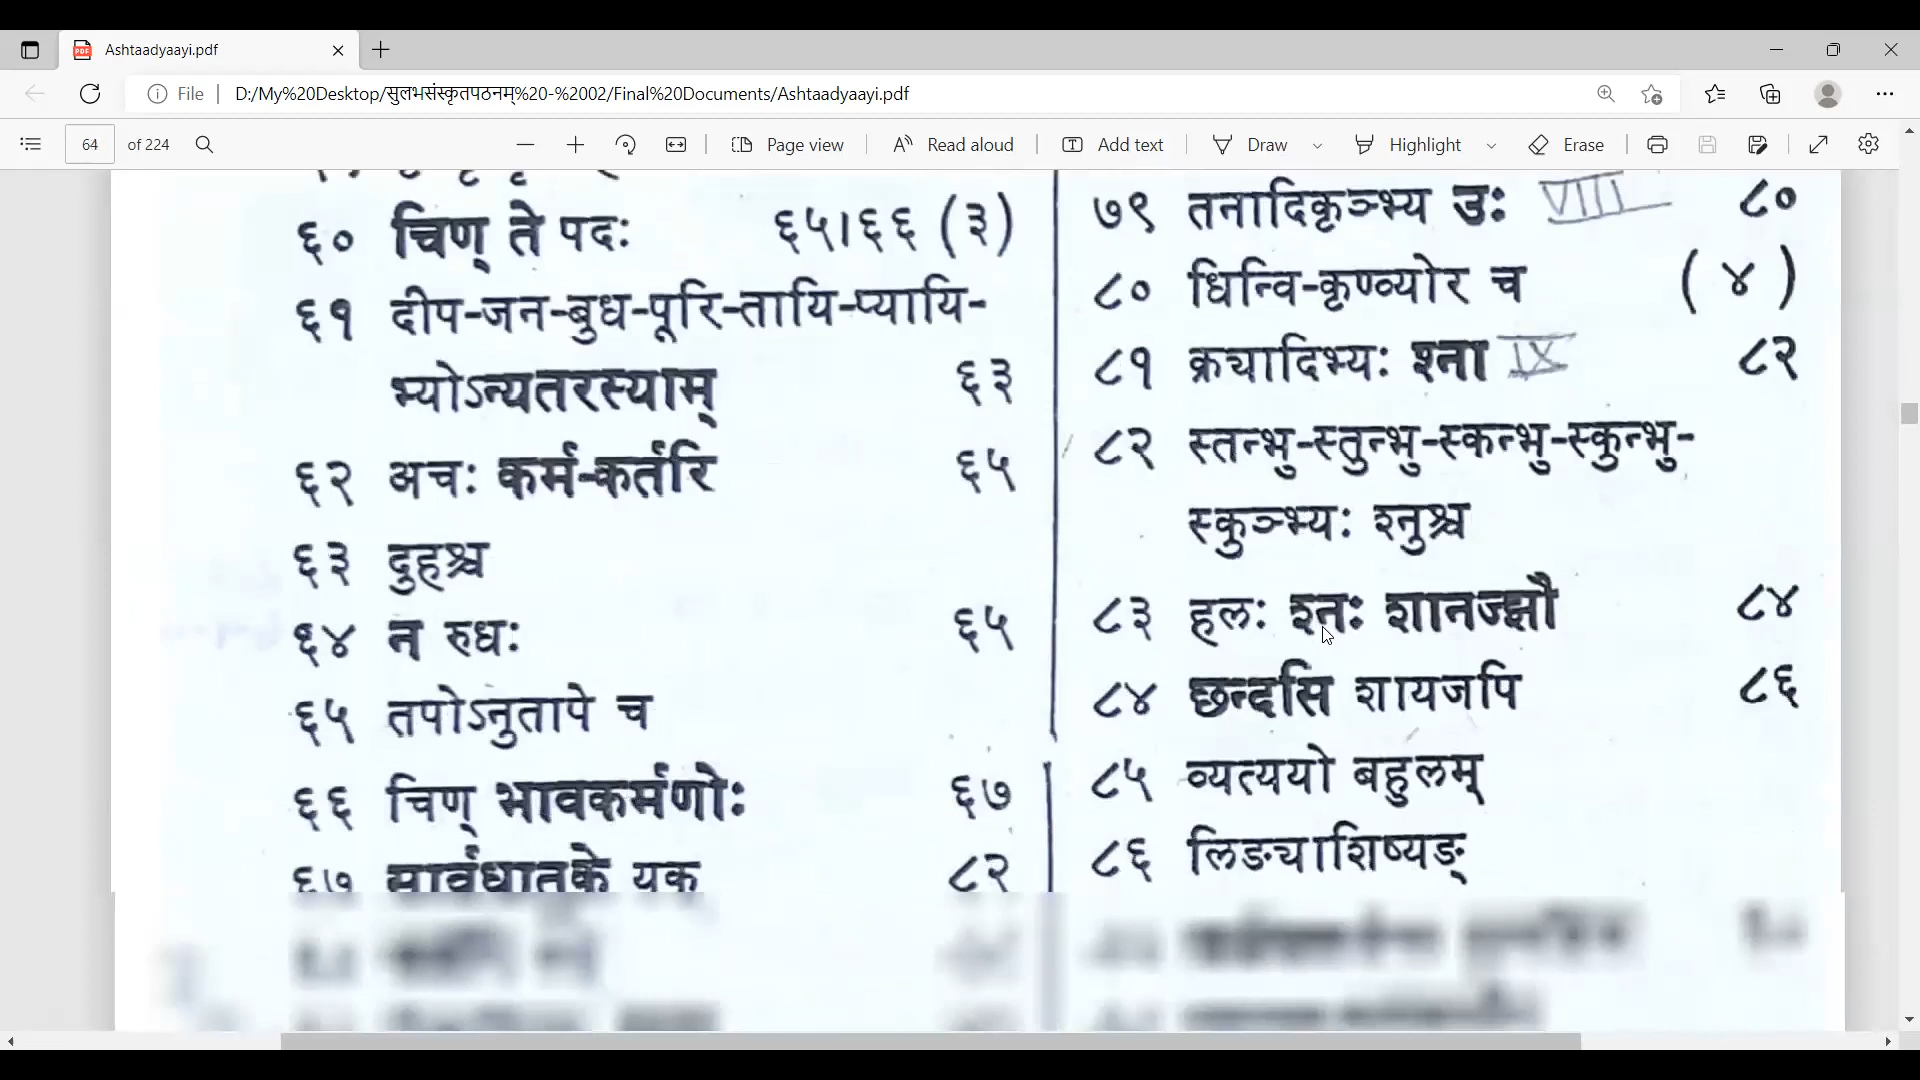 Ashtaadyaayi.pdf
File D:/My%20Desktop/सुलभसंस्कृतपठनम्%20-%2002/Final%20Documents/Ashtaadyaayi.pdf
64 of 224 Page view Read aloud Add text Draw Highlight Erase
६० चिण् ते पदः ६५।६६ (३)
६१ दीप-जन-बुध-पूरि-तायि-प्यायि-
भ्योऽन्यतरस्याम् ६३
६२ अचः कर्म-कर्तरि ६५
६३ दुहश्च
६४ न रुधः ६५
६५ तपोऽनुतापे च
६६ चिण् भावकर्मणोः ६७
६७ सार्वधातुके यक् ८२
७९ तनादिकृञ्भ्य उः VIII ८०
८० धिन्वि-कृण्व्योर च (४)
८१ क्र्यादिभ्यः श्ना IX ८२
८२ स्तन्भु-स्तुन्भु-स्कन्भु-स्कुन्भु-
स्कुञ्भ्यः श्नुश्च
८३ हलः श्नः शानज्झौ ८४
८४ छन्दसि शायजपि ८६
८५ व्यत्ययो बहुलम्
८६ लिङ्याशिष्यङ्